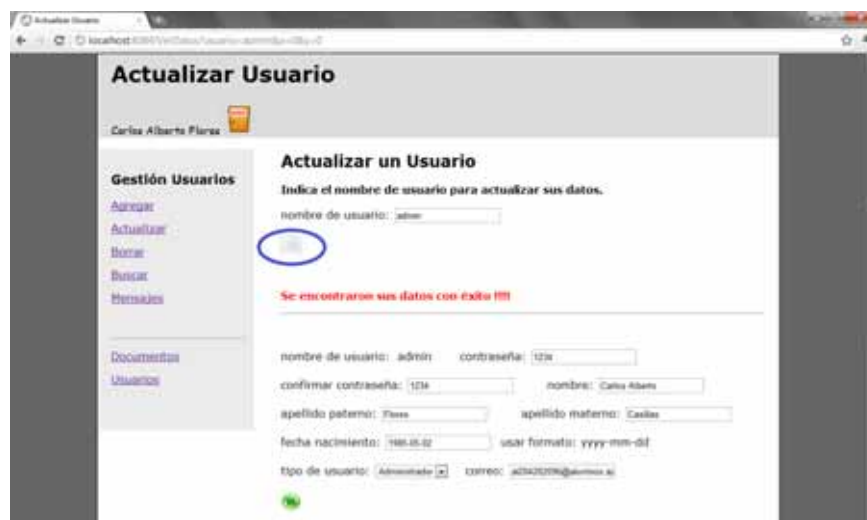 Actualizar Usuario
localhost
Actualizar Usuario
Carlos Alberto Flores
Gestión Usuarios
Agregar
Actualizar
Borrar
Buscar
Mensajes
Documentos
Usuarios
Actualizar un Usuario
Indica el nombre de usuario para actualizar sus datos.
nombre de usuario: admin
Se encontraron sus datos con éxito !!!!
nombre de usuario: admin contraseña: 1234
confirmar contraseña: 1234 nombre: Carlos Alberto
apellido paterno: Flores apellido materno: Casillas
fecha nacimiento: usar formato: yyyy-mm-dd
tipo de usuario: Administrador correo: